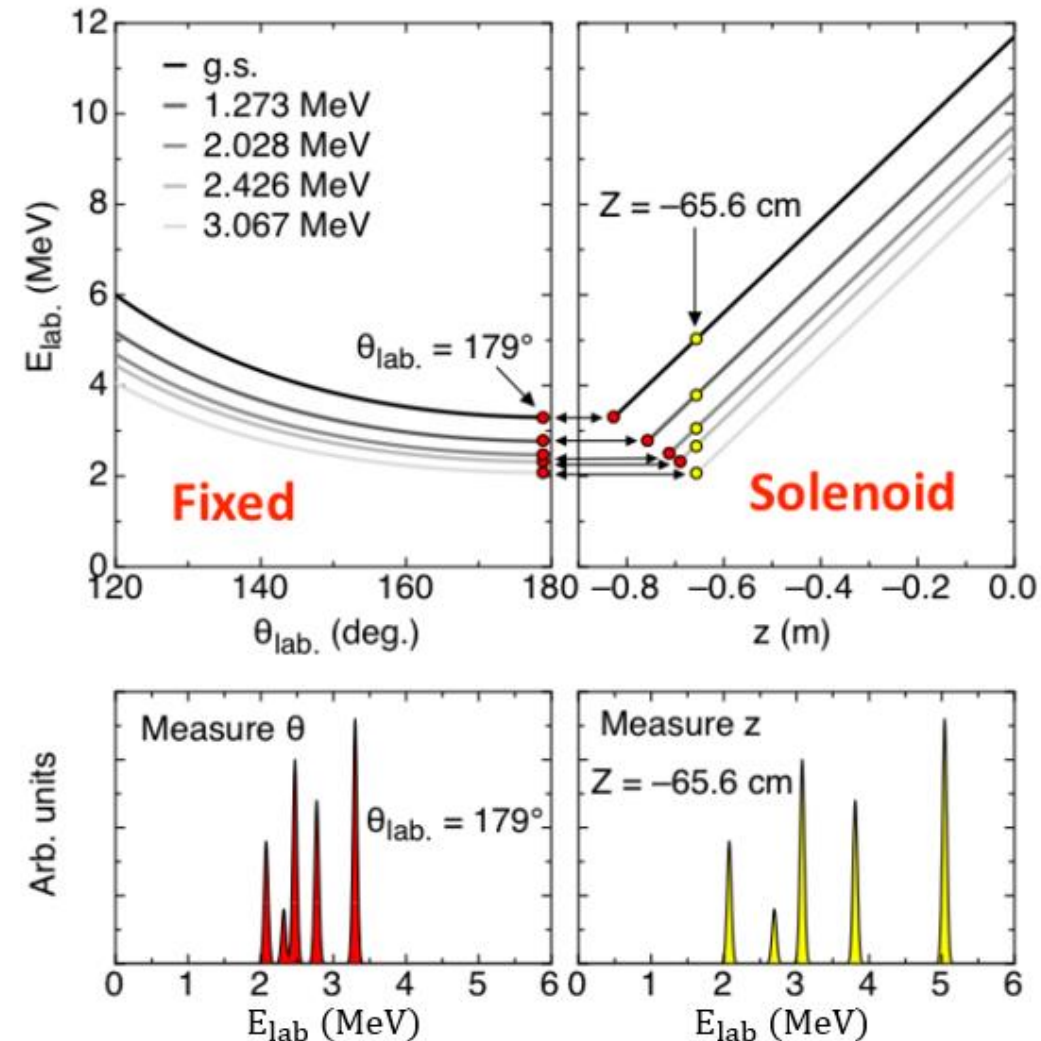 12
10
8
6
4
2
0
E_lab. (MeV)
g.s.
1.273 MeV
2.028 MeV
2.426 MeV
3.067 MeV
θ_lab. = 179°
Fixed
120 140 160 180
θ_lab. (deg.)
Z = −65.6 cm
Solenoid
−0.8 −0.6 −0.4 −0.2 0.0
z (m)
Arb. units
Measure θ
θ_lab. = 179°
0 1 2 3 4 5 6
E_lab (MeV)
Measure z
Z = −65.6 cm
0 1 2 3 4 5 6
E_lab (MeV)